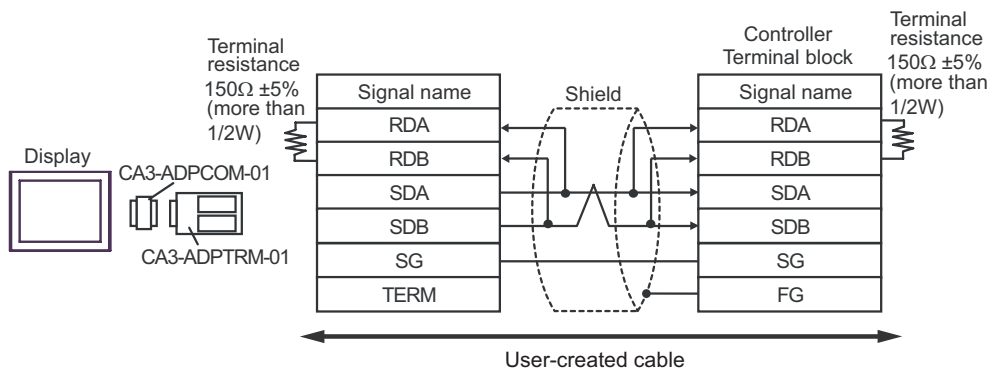 Terminal
resistance
150Ω ±5%
(more than
1/2W)
Controller
Terminal block
Terminal
resistance
150Ω ±5%
(more than
1/2W)
Display
CA3-ADPCOM-01
CA3-ADPTRM-01
Signal name
RDA
RDB
SDA
SDB
SG
TERM
Shield
Signal name
RDA
RDB
SDA
SDB
SG
FG
User-created cable